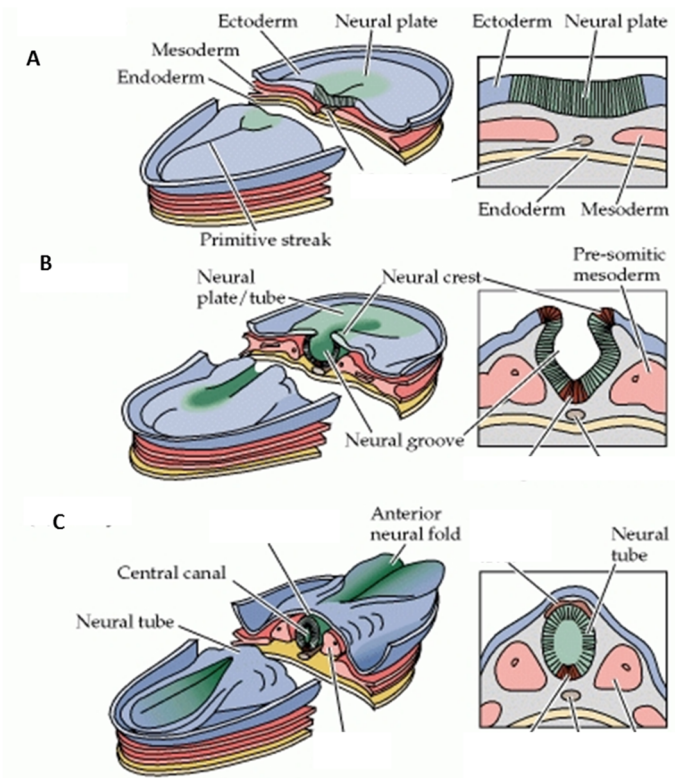 A
Ectoderm
Neural plate
Mesoderm
Endoderm
Primitive streak
Ectoderm
Neural plate
Endoderm
Mesoderm
B
Neural
plate/tube
Neural crest
Pre-somitic
mesoderm
Neural groove
C
Anterior
neural fold
Central canal
Neural tube
Neural
tube